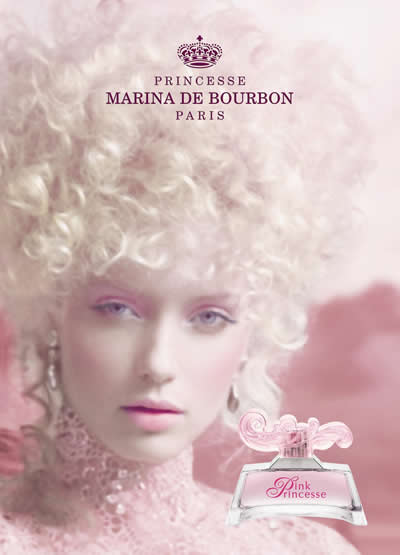 PRINCESSE
MARINA DE BOURBON
PARIS
Pink
Princesse